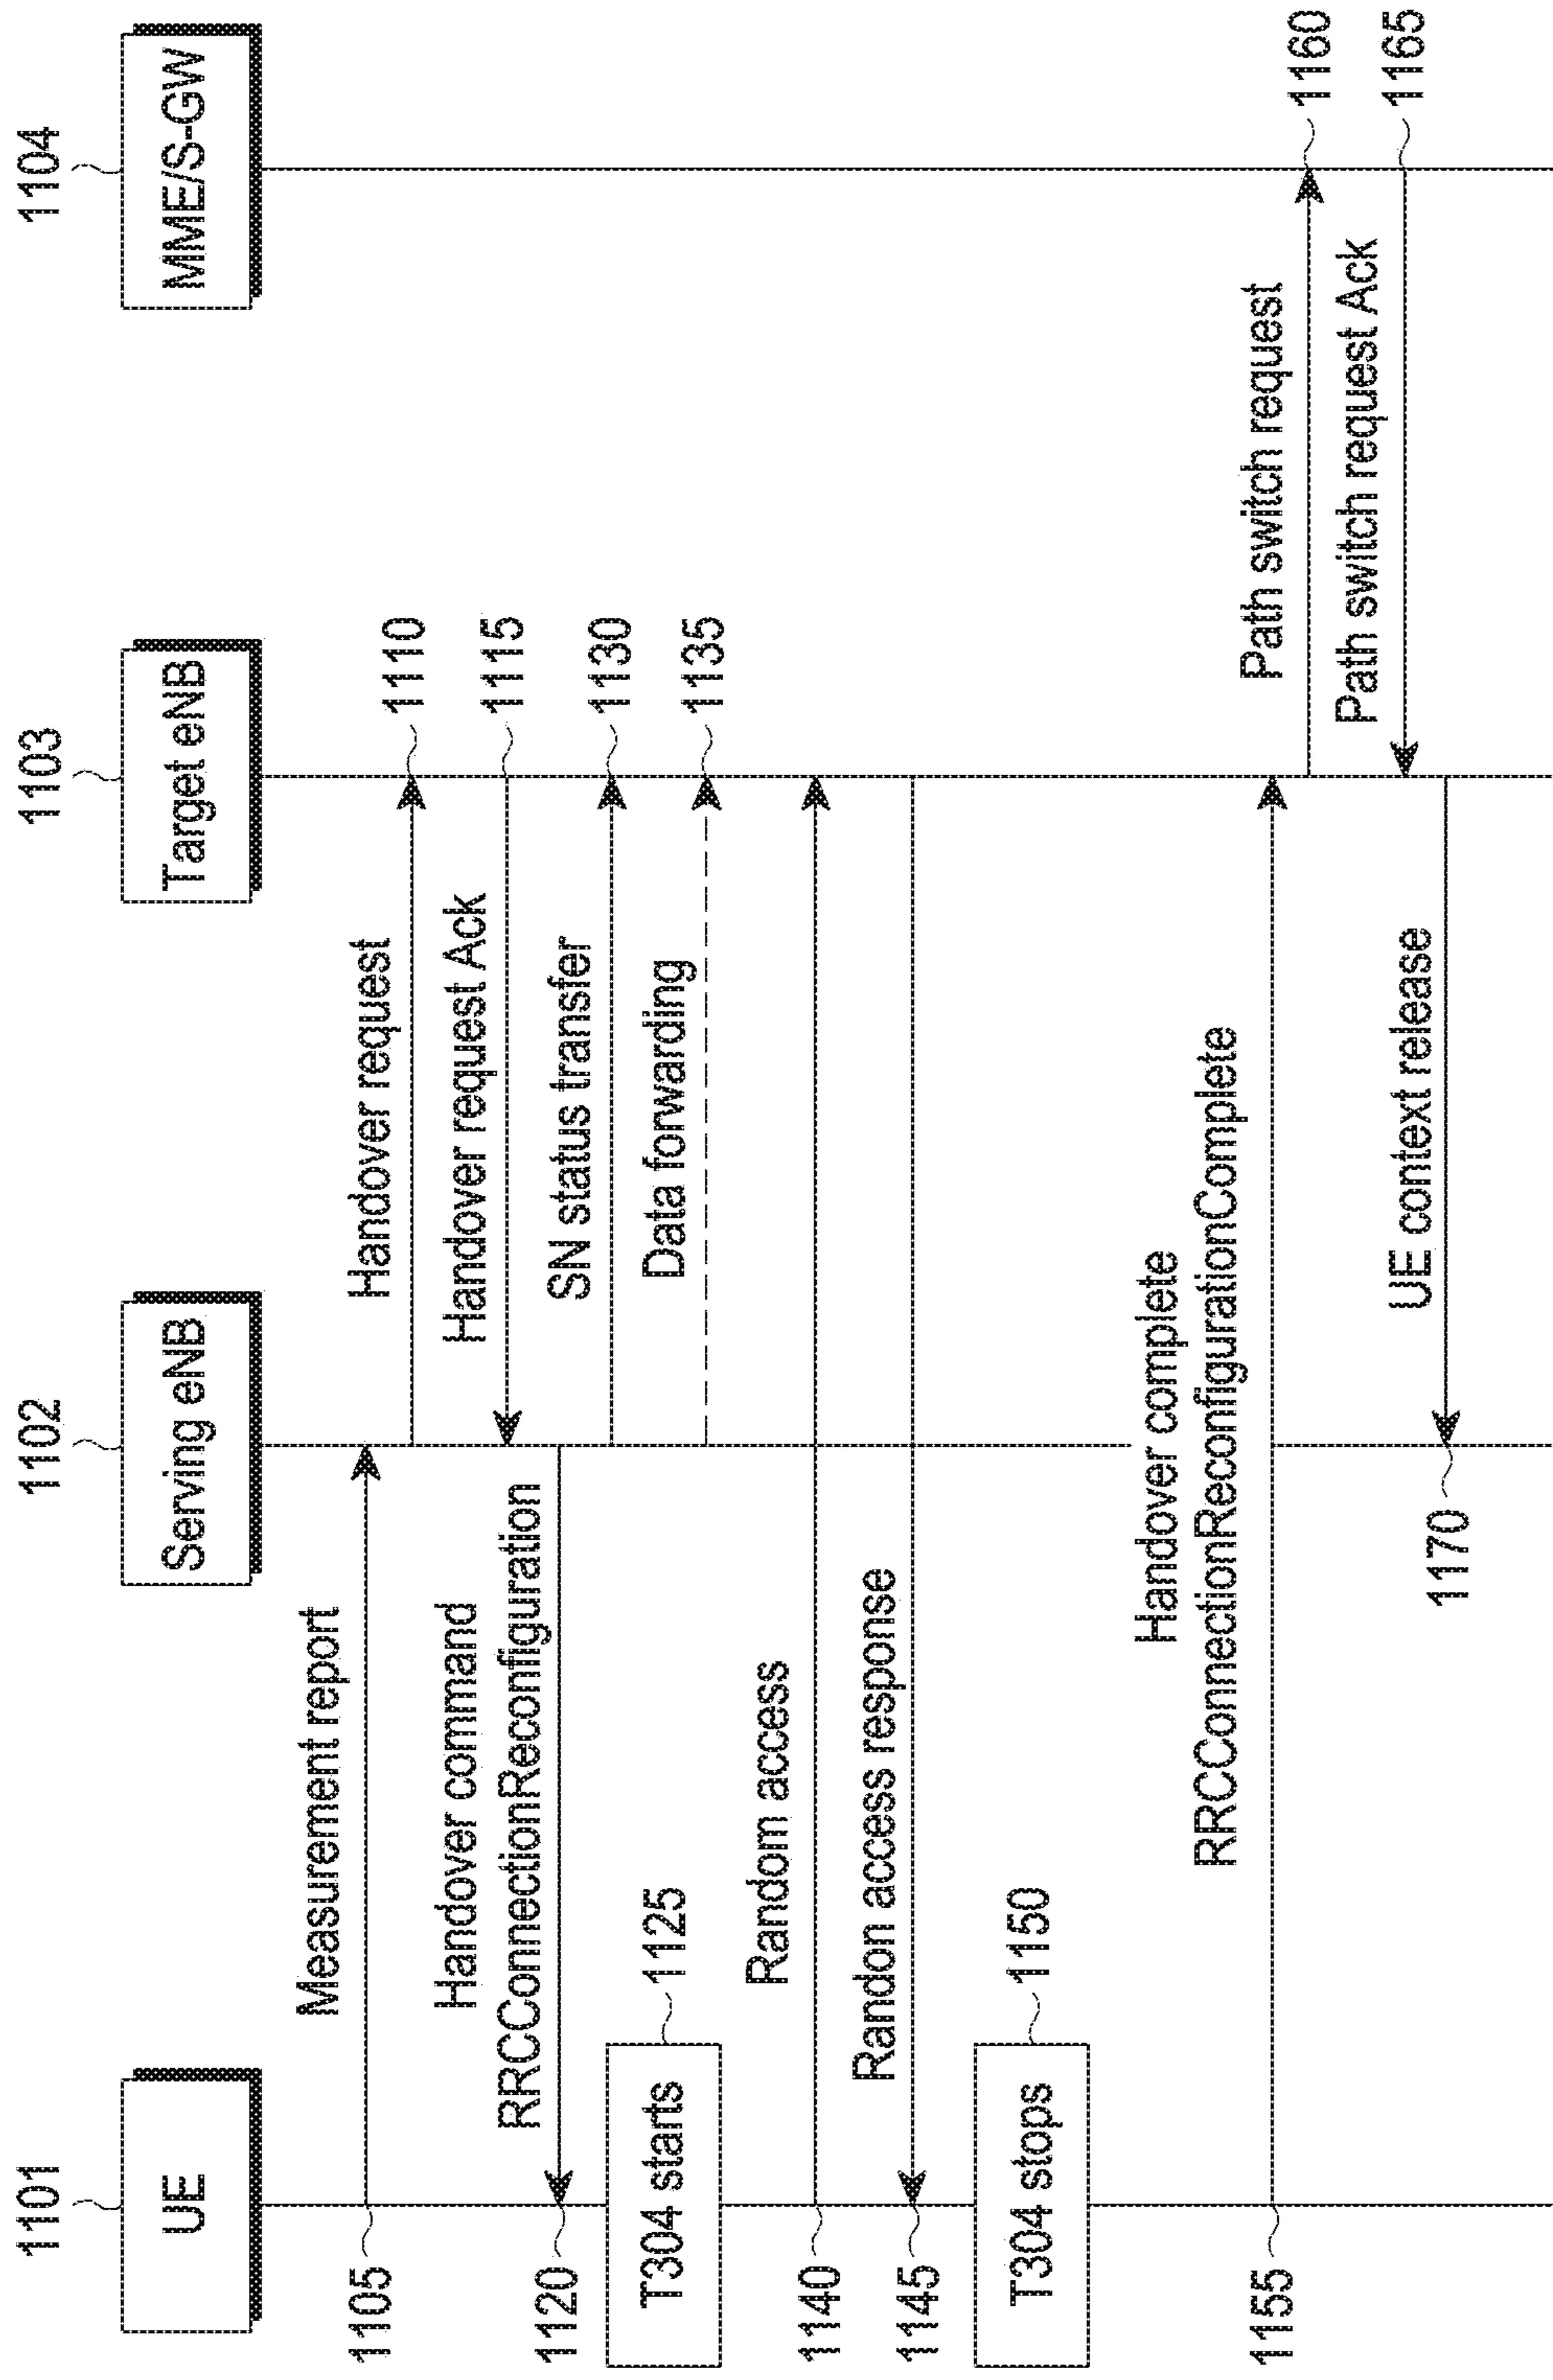 1101
1102
1103
1104
UE
Serving eNB
Target eNB
MME/S-GW
Measurement report
1105
Handover request
1110
Handover request Ack
1115
Handover command
RRCConnectionReconfiguration
1120
T304 starts
1125
SN status transfer
1130
Data forwarding
1135
Random access
1140
Randon access response
1145
T304 stops
1150
Handover complete
RRCConnectionReconfigurationComplete
1155
Path switch request
1160
Path switch request Ack
1165
UE context release
1170